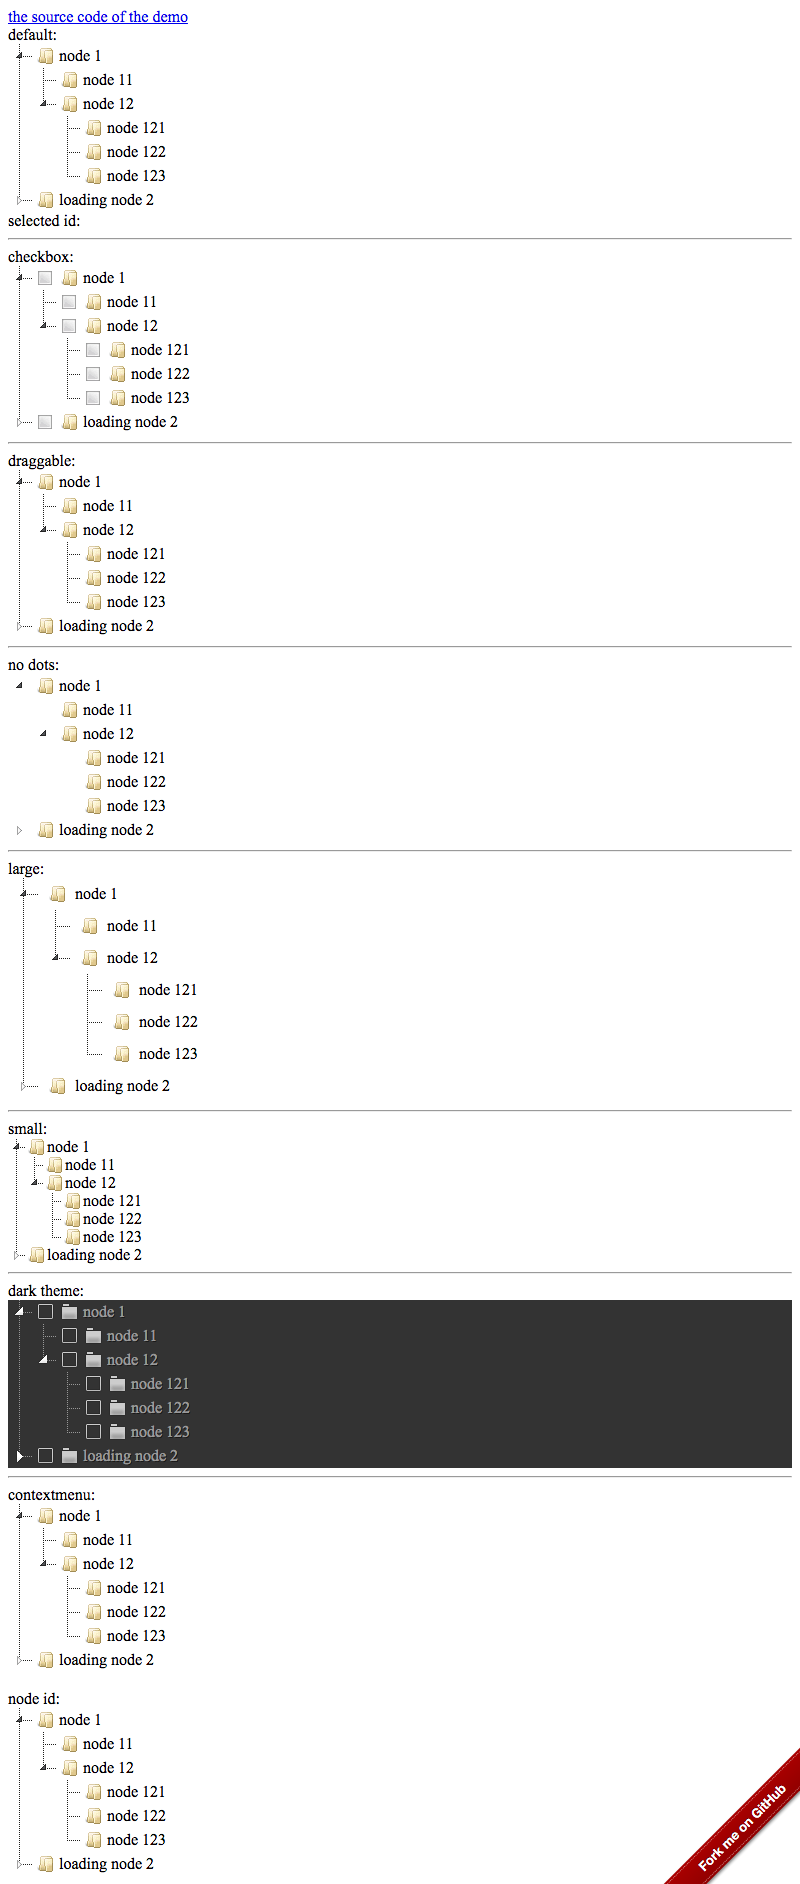 the source code of the demo
default:
node 1
node 11
node 12
node 121
node 122
node 123
loading node 2
selected id:
checkbox:
node 1
node 11
node 12
node 121
node 122
node 123
loading node 2
draggable:
node 1
node 11
node 12
node 121
node 122
node 123
loading node 2
no dots:
node 1
node 11
node 12
node 121
node 122
node 123
loading node 2
large:
node 1
node 11
node 12
node 121
node 122
node 123
loading node 2
small:
node 1
node 11
node 12
node 121
node 122
node 123
loading node 2
dark theme:
node 1
node 11
node 12
node 121
node 122
node 123
loading node 2
contextmenu:
node 1
node 11
node 12
node 121
node 122
node 123
loading node 2
node id:
node 1
node 11
node 12
node 121
node 122
node 123
loading node 2
Fork me on GitHub